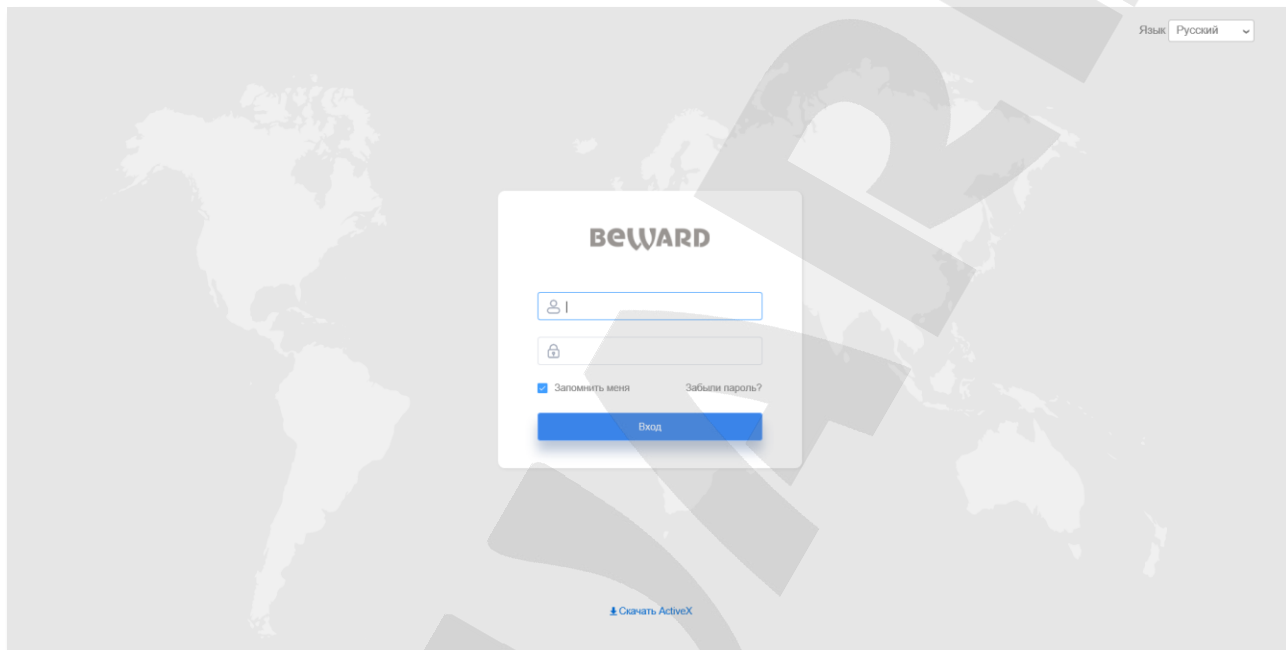 Язык Русский
BEWARD
Запомнить меня Забыли пароль?
Вход
Скачать ActiveX